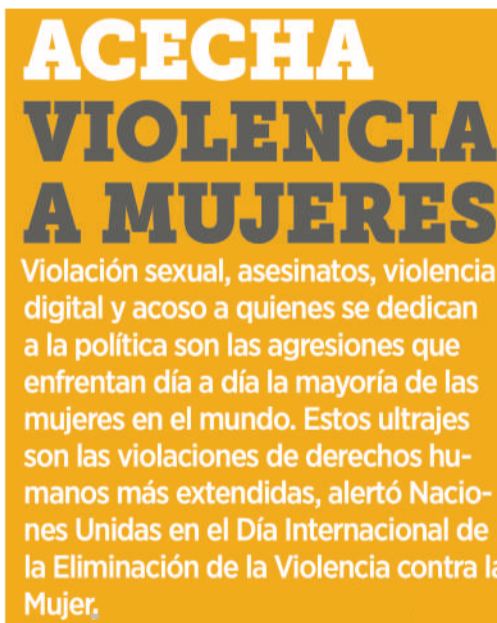 ACECHA
VIOLENCIA
A MUJERES
Violación sexual, asesinatos, violencia
digital y acoso a quienes se dedican
a la política son las agresiones que
enfrentan día a día la mayoría de las
mujeres en el mundo. Estos ultrajes
son las violaciones de derechos hu-
manos más extendidas, alertó Nacio-
nes Unidas en el Día Internacional de
la Eliminación de la Violencia contra la
Mujer.